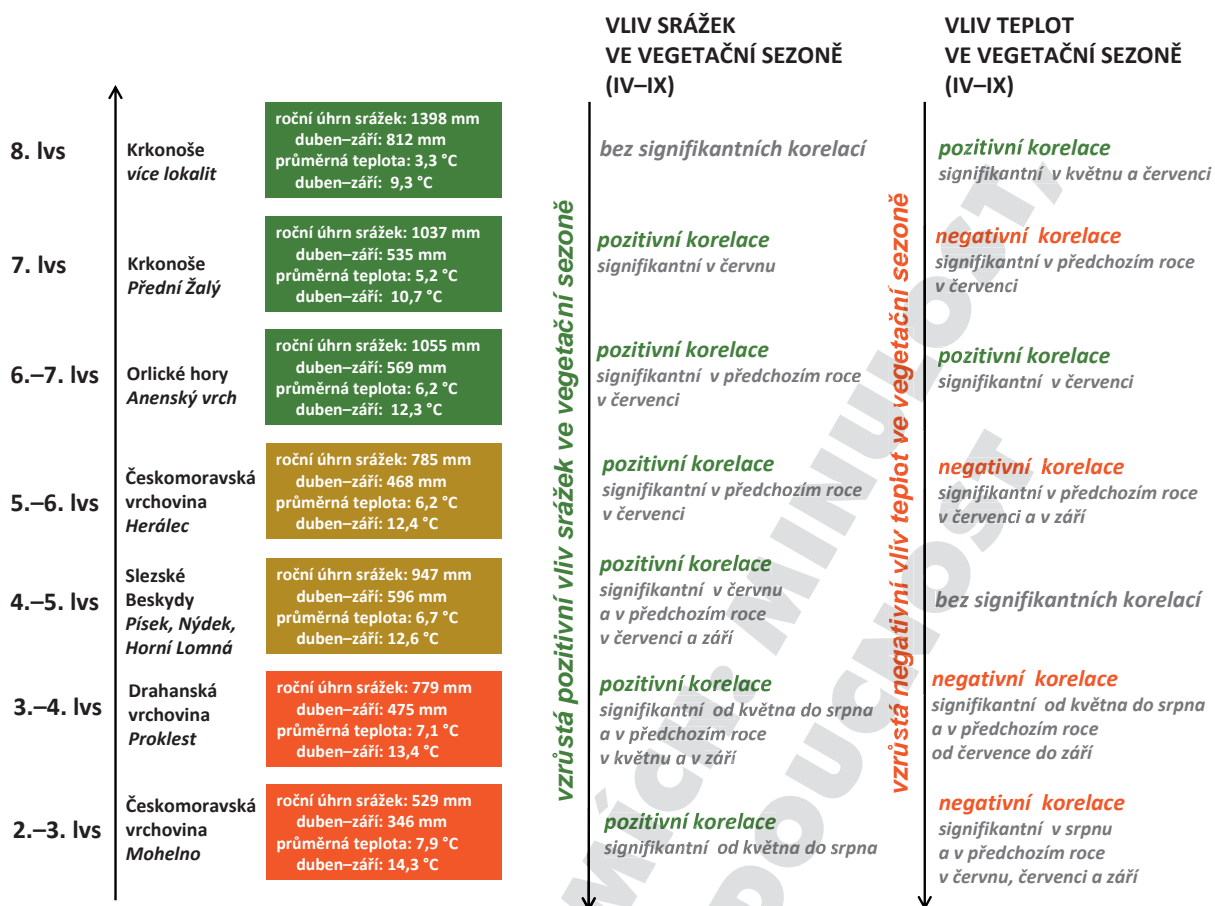 VLIV SRÁŽEK
VE VEGETAČNÍ SEZONĚ
(IV–IX)
VLIV TEPLOT
VE VEGETAČNÍ SEZONĚ
(IV–IX)
8. lvs
Krkonoše
více lokalit
roční úhrn srážek: 1398 mm
duben–září: 812 mm
průměrná teplota: 3,3 °C
duben–září: 9,3 °C
bez signifikantních korelací
pozitivní korelace
signifikantní v květnu a červenci
7. lvs
Krkonoše
Přední Žalý
roční úhrn srážek: 1037 mm
duben–září: 535 mm
průměrná teplota: 5,2 °C
duben–září: 10,7 °C
pozitivní korelace
signifikantní v červnu
negativní korelace
signifikantní v předchozím roce
v červenci
6.–7. lvs
Orlické hory
Anenský vrch
roční úhrn srážek: 1055 mm
duben–září: 569 mm
průměrná teplota: 6,2 °C
duben–září: 12,3 °C
pozitivní korelace
signifikantní v předchozím roce
v červenci
pozitivní korelace
signifikantní v červenci
5.–6. lvs
Českomoravská
vrchovina
Herálec
roční úhrn srážek: 785 mm
duben–září: 468 mm
průměrná teplota: 6,2 °C
duben–září: 12,4 °C
pozitivní korelace
signifikantní v předchozím roce
v červenci
negativní korelace
signifikantní v předchozím roce
v červenci a v září
4.–5. lvs
Slezské
Beskydy
Písek, Nýdek,
Horní Lomná
roční úhrn srážek: 947 mm
duben–září: 596 mm
průměrná teplota: 6,7 °C
duben–září: 12,6 °C
pozitivní korelace
signifikantní v červnu
a v předchozím roce
v červenci a září
bez signifikantních korelací
3.–4. lvs
Drahanská
vrchovina
Proklest
roční úhrn srážek: 779 mm
duben–září: 475 mm
průměrná teplota: 7,1 °C
duben–září: 13,4 °C
pozitivní korelace
signifikantní od května do srpna
a v předchozím roce
v květnu a v září
negativní korelace
signifikantní od května do srpna
a v předchozím roce
od července do září
2.–3. lvs
Českomoravská
vrchovina
Mohelno
roční úhrn srážek: 529 mm
duben–září: 346 mm
průměrná teplota: 7,9 °C
duben–září: 14,3 °C
pozitivní korelace
signifikantní od května do srpna
negativní korelace
signifikantní v srpnu
a v předchozím roce
v červnu, červenci a září
vzrůstá pozitivní vliv srážek ve vegetační sezoně
vzrůstá negativní vliv teplot ve vegetační sezoně
MINULOST,